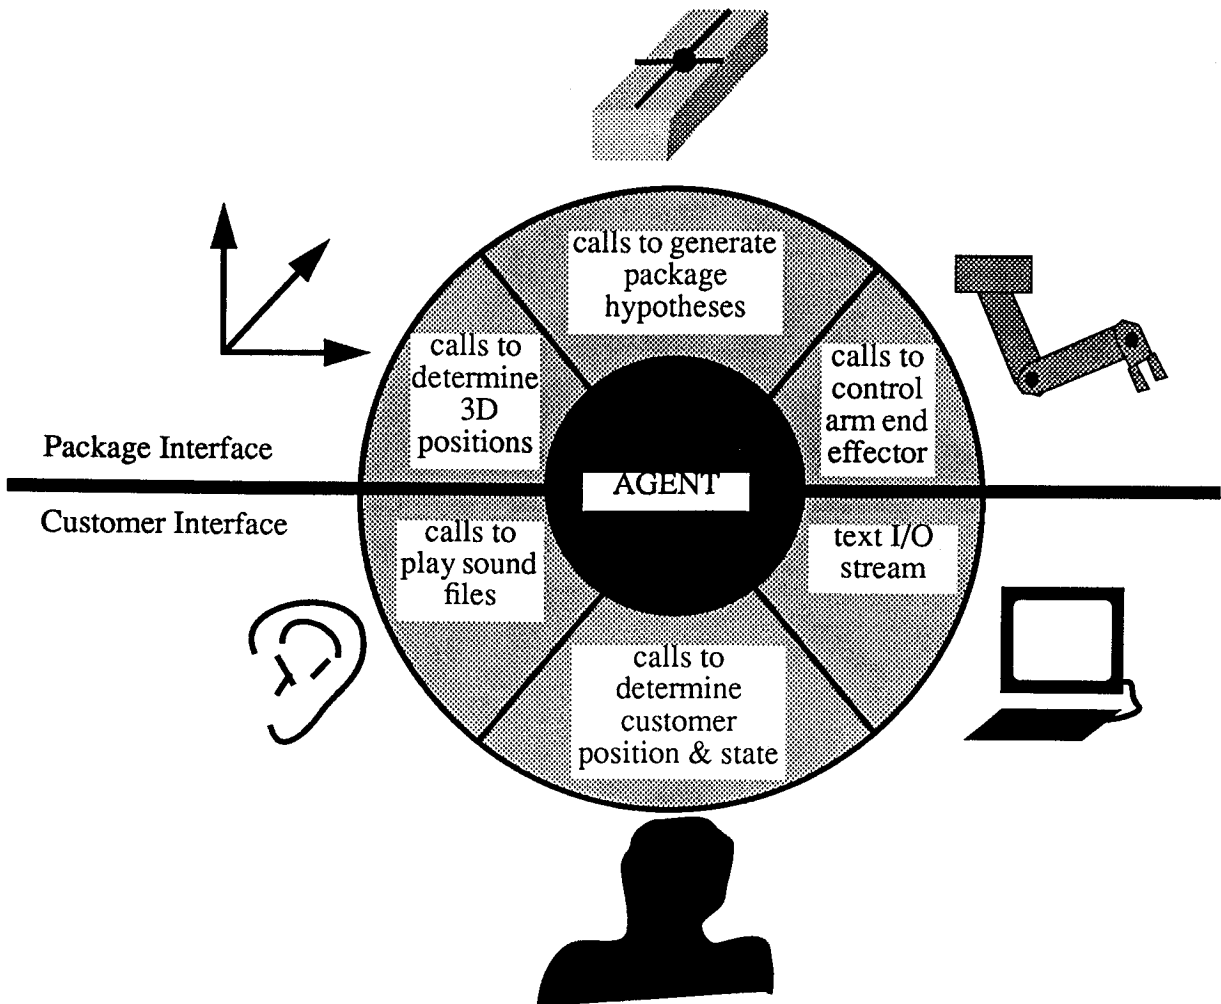 calls to generate
package
hypotheses
calls to
determine
3D
positions
calls to
control
arm end
effector
Package Interface
AGENT
Customer Interface
calls to
play sound
files
text I/O
stream
calls to
determine
customer
position & state